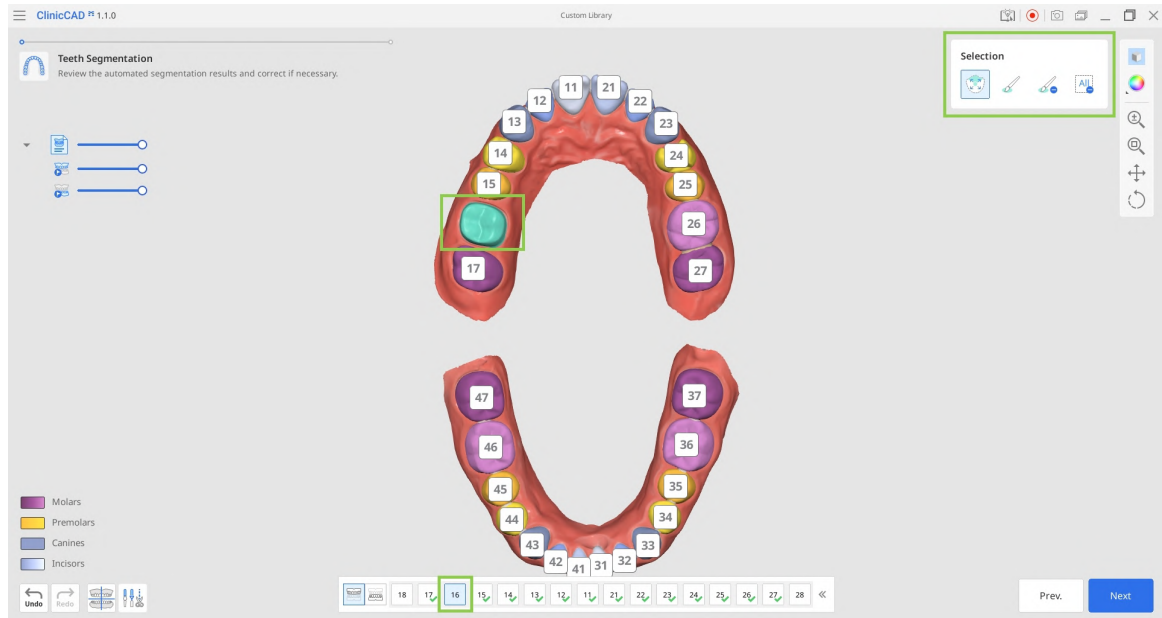 ClinicCAD 1.1.0
Custom Library
Teeth Segmentation
Review the automated segmentation results and correct if necessary.
Selection
All
11 21
12 22
13 23
14 24
15 25
26
17 27
47 37
46 36
45 35
44 34
43 33
42 41 31 32
Molars
Premolars
Canines
Incisors
Undo Redo
18 17 16 15 14 13 12 11 21 22 23 24 25 26 27 28 «
Prev. Next